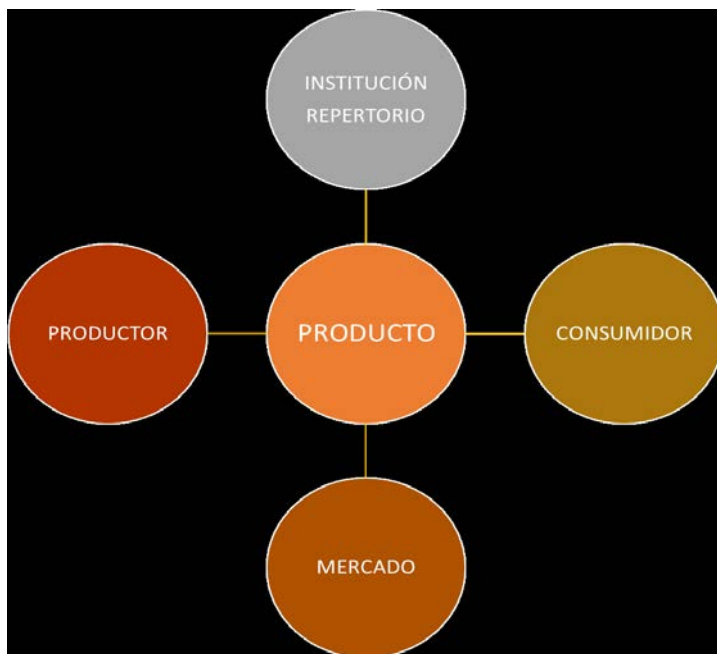 INSTITUCIÓN
REPERTORIO
PRODUCTOR
PRODUCTO
CONSUMIDOR
MERCADO